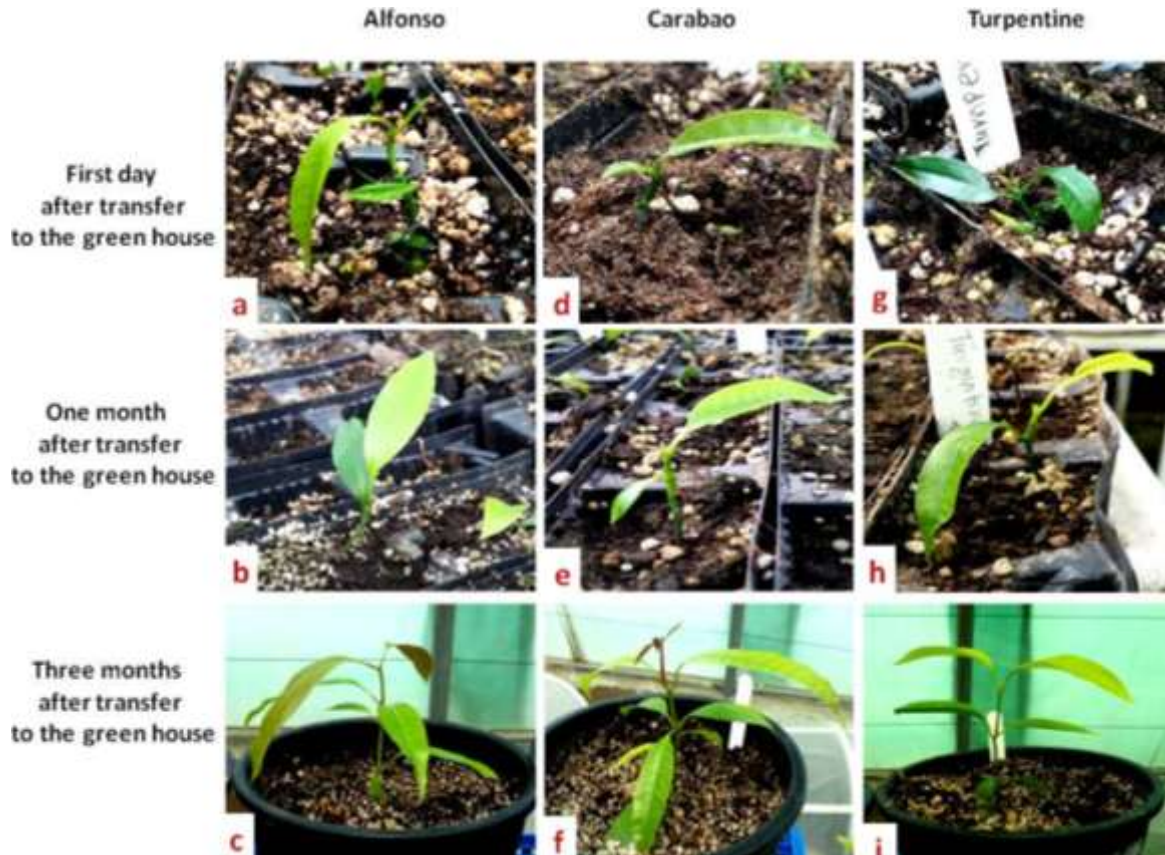 Alfonso Carabao Turpentine
First day
after transfer
to the green house
a d g
One month
after transfer
to the green house
b e h
Three months
after transfer
to the green house
c f i